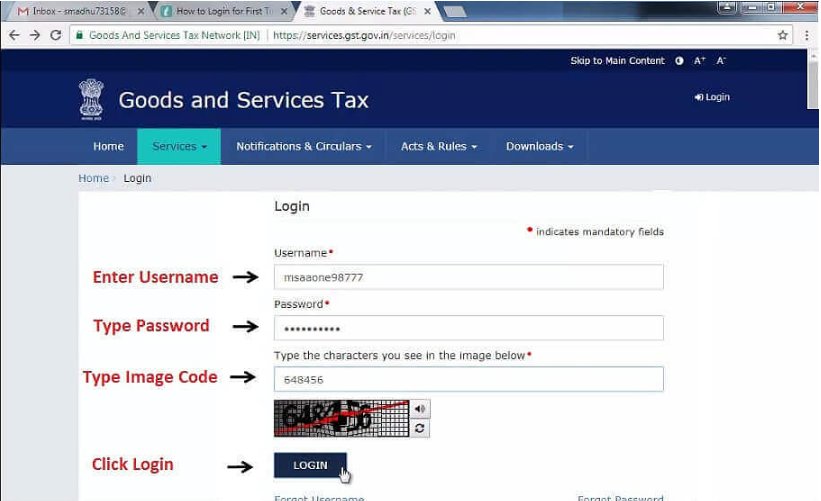 Inbox - smadhu73158@
How to Login for First Ti
Goods & Service Tax (GS
Goods And Services Tax Network [IN] | https://services.gst.gov.in/services/login
Skip to Main Content A+ A-
Goods and Services Tax
Login
Home Services Notifications & Circulars Acts & Rules Downloads
Home Login
Login
• indicates mandatory fields
Username•
Enter Username
msaaone98777
Password•
Type Password
••••••••••
Type the characters you see in the image below•
Type Image Code
648456
648456
Click Login
LOGIN
Forgot Username Forgot Password